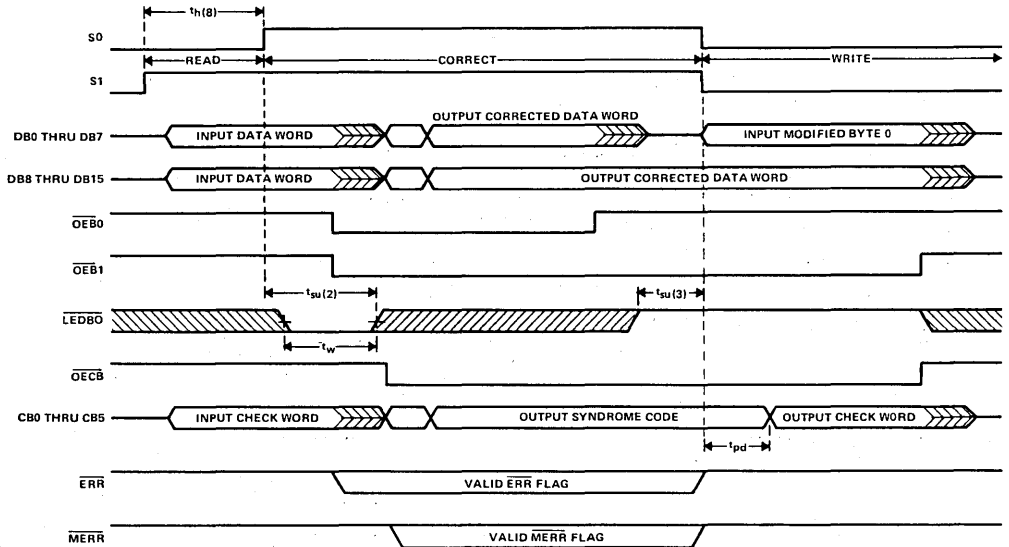 th(8)
S0
READ CORRECT WRITE
S1
OUTPUT CORRECTED DATA WORD
DB0 THRU DB7 INPUT DATA WORD INPUT MODIFIED BYTE 0
DB8 THRU DB15 INPUT DATA WORD OUTPUT CORRECTED DATA WORD
OEB0
OEB1
tsu(2) tsu(3)
LEDBO
tw
OECB
CB0 THRU CB5 INPUT CHECK WORD OUTPUT SYNDROME CODE OUTPUT CHECK WORD
tpd
ERR VALID ERR FLAG
MERR VALID MERR FLAG